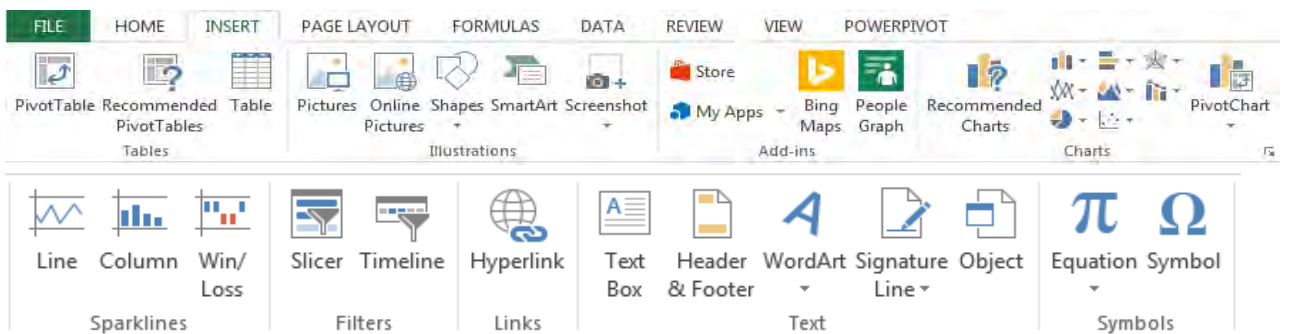 FILE HOME INSERT PAGE LAYOUT FORMULAS DATA REVIEW VIEW POWERPIVOT
PivotTable Recommended PivotTables Table
Pictures Online Pictures Shapes SmartArt Screenshot
Store
My Apps
Bing Maps People Graph
Recommended Charts
PivotChart
Tables Illustrations Add-ins Charts
Line Column Win/ Loss
Slicer Timeline
Hyperlink
Text Box Header & Footer WordArt Signature Line Object
Equation Symbol
Sparklines Filters Links Text Symbols